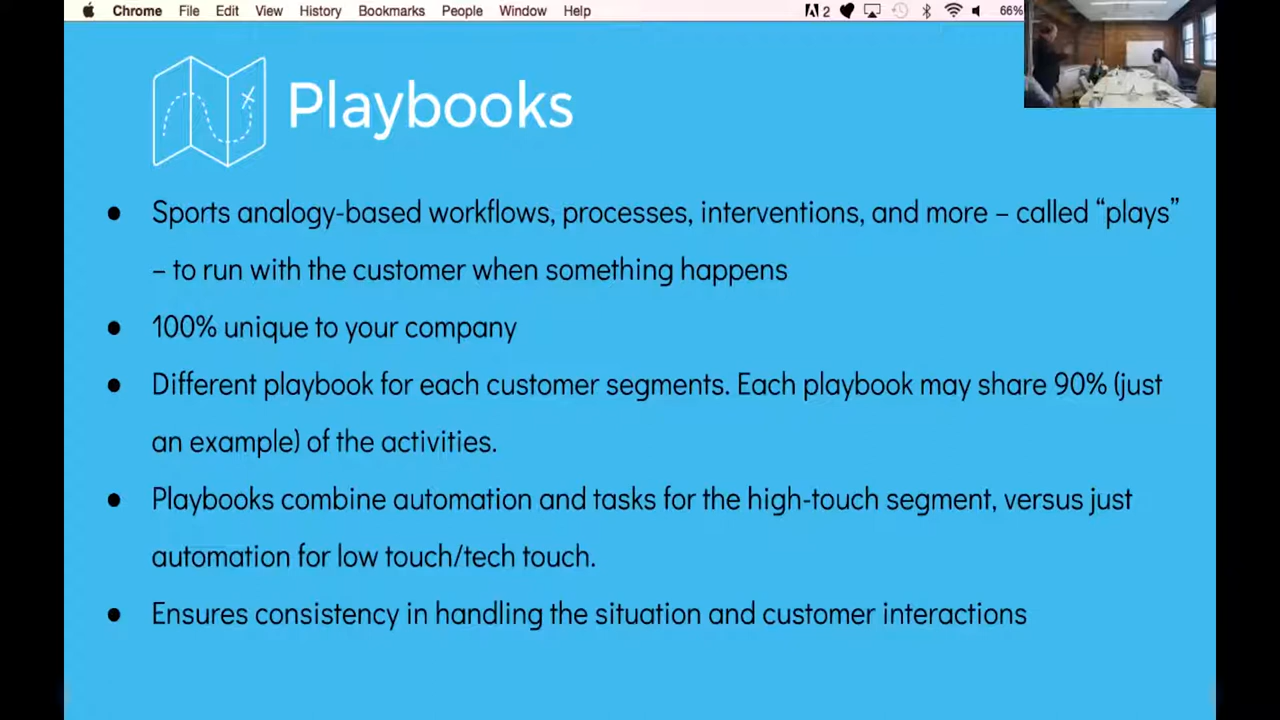 Chrome File Edit View History Bookmarks People Window Help 2 66%
Playbooks
● Sports analogy-based workflows, processes, interventions, and more – called “plays”
– to run with the customer when something happens
● 100% unique to your company
● Different playbook for each customer segments. Each playbook may share 90% (just
an example) of the activities.
● Playbooks combine automation and tasks for the high-touch segment, versus just
automation for low touch/tech touch.
● Ensures consistency in handling the situation and customer interactions